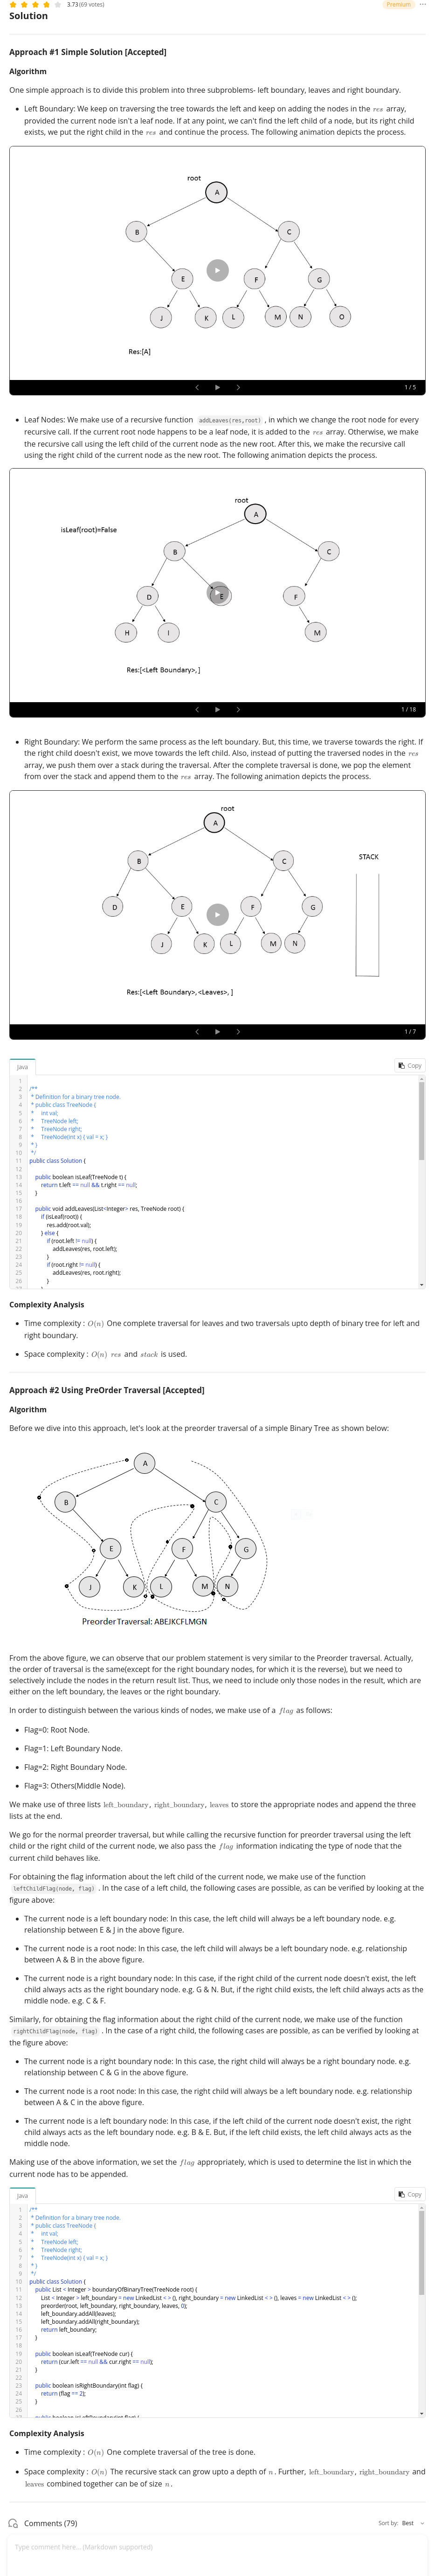 3.73 (69 votes)
Premium
Solution
Approach #1 Simple Solution [Accepted]
Algorithm
One simple approach is to divide this problem into three subproblems- left boundary, leaves and right boundary.
• Left Boundary: We keep on traversing the tree towards the left and keep on adding the nodes in the res array,
provided the current node isn't a leaf node. If at any point, we can't find the left child of a node, but its right child
exists, we put the right child in the res and continue the process. The following animation depicts the process.
root
A
B
C
E
F
G
J
K
L
M
N
O
Res:[A]
1 / 5
• Leaf Nodes: We make use of a recursive function addLeaves(res,root) , in which we change the root node for every
recursive call. If the current root node happens to be a leaf node, it is added to the res array. Otherwise, we make
the recursive call using the left child of the current node as the new root. After this, we make the recursive call
using the right child of the current node as the new root. The following animation depicts the process.
root
isLeaf(root)=False
A
B
C
D
E
F
H
I
M
Res:[<Left Boundary>,]
1 / 18
• Right Boundary: We perform the same process as the left boundary. But, this time, we traverse towards the right. If
the right child doesn't exist, we move towards the left child. Also, instead of putting the traversed nodes in the res
array, we push them over a stack during the traversal. After the complete traversal is done, we pop the element
from over the stack and append them to the res array. The following animation depicts the process.
root
A
B
C
STACK
D
E
F
G
J
K
L
M
N
Res:[<Left Boundary>, <Leaves>, ]
1 / 7
Java
Copy
1
2 /**
3 * Definition for a binary tree node.
4 * public class TreeNode {
5 * int val;
6 * TreeNode left;
7 * TreeNode right;
8 * TreeNode(int x) { val = x; }
9 * }
10 */
11 public class Solution {
12
13 public boolean isLeaf(TreeNode t) {
14 return t.left == null && t.right == null;
15 }
16
17 public void addLeaves(List<Integer> res, TreeNode root) {
18 if (isLeaf(root)) {
19 res.add(root.val);
20 } else {
21 if (root.left != null) {
22 addLeaves(res, root.left);
23 }
24 if (root.right != null) {
25 addLeaves(res, root.right);
26 }
Complexity Analysis
• Time complexity : O(n) One complete traversal for leaves and two traversals upto depth of binary tree for left and
right boundary.
• Space complexity : O(n) res and stack is used.
Approach #2 Using PreOrder Traversal [Accepted]
Algorithm
Before we dive into this approach, let's look at the preorder traversal of a simple Binary Tree as shown below:
A
B
C
E
F
G
J
K
L
M
N
Preorder Traversal: ABEJKCFLMGN
From the above figure, we can observe that our problem statement is very similar to the Preorder traversal. Actually,
the order of traversal is the same(except for the right boundary nodes, for which it is the reverse), but we need to
selectively include the nodes in the return result list. Thus, we need to include only those nodes in the result, which
are either on the left boundary, the leaves or the right boundary.
In order to distinguish between the various kinds of nodes, we make use of a flag as follows:
• Flag=0: Root Node.
• Flag=1: Left Boundary Node.
• Flag=2: Right Boundary Node.
• Flag=3: Others(Middle Node).
We make use of three lists left_boundary, right_boundary, leaves to store the appropriate nodes and append the three
lists at the end.
We go for the normal preorder traversal, but while calling the recursive function for preorder traversal using the left
child or the right child of the current node, we also pass the flag information indicating the type of node that the
current child behaves like.
For obtaining the flag information about the left child of the current node, we make use of the function
leftChildFlag(node, flag) . In the case of a left child, the following cases are possible, as can be verified by looking at the
figure above:
• The current node is a left boundary node: In this case, the left child will always be a left boundary node. e.g.
relationship between E & J in the above figure.
• The current node is a root node: In this case, the left child will always be a left boundary node. e.g. relationship
between A & B in the above figure.
• The current node is a right boundary node: In this case, if the right child of the current node doesn't exist, the left
child always acts as the right boundary node. e.g. G & N. But, if the right child exists, the left child always acts as the
middle node. e.g. C & F.
Similarly, for obtaining the flag information about the right child of the current node, we make use of the function
rightChildFlag(node, flag) . In the case of a right child, the following cases are possible, as can be verified by looking at
the figure above:
• The current node is a right boundary node: In this case, the right child will always be a right boundary node. e.g.
relationship between C & G in the above figure.
• The current node is a root node: In this case, the right child will always be a left boundary node. e.g. relationship
between A & C in the above figure.
• The current node is a left boundary node: In this case, if the left child of the current node doesn't exist, the right
child always acts as the left boundary node. e.g. B & E. But, if the left child exists, the left child always acts as the
middle node.
Making use of the above information, we set the flag appropriately, which is used to determine the list in which the
current node has to be appended.
Java
Copy
1 /**
2 * Definition for a binary tree node.
3 * public class TreeNode {
4 * int val;
5 * TreeNode left;
6 * TreeNode right;
7 * TreeNode(int x) { val = x; }
8 * }
9 */
10 public class Solution {
11 public List < Integer > boundaryOfBinaryTree(TreeNode root) {
12 List < Integer > left_boundary = new LinkedList < > (), right_boundary = new LinkedList < > (), leaves = new LinkedList < > ();
13 preorder(root, left_boundary, right_boundary, leaves, 0);
14 left_boundary.addAll(leaves);
15 left_boundary.addAll(right_boundary);
16 return left_boundary;
17 }
18
19 public boolean isLeaf(TreeNode cur) {
20 return (cur.left == null && cur.right == null);
21 }
22
23 public boolean isRightBoundary(int flag) {
24 return (flag == 2);
25 }
26
Complexity Analysis
• Time complexity : O(n) One complete traversal of the tree is done.
• Space complexity : O(n) The recursive stack can grow upto a depth of n. Further, left_boundary, right_boundary and
leaves combined together can be of size n.
Comments (79)
Sort by: Best
Type comment here... (Markdown supported)